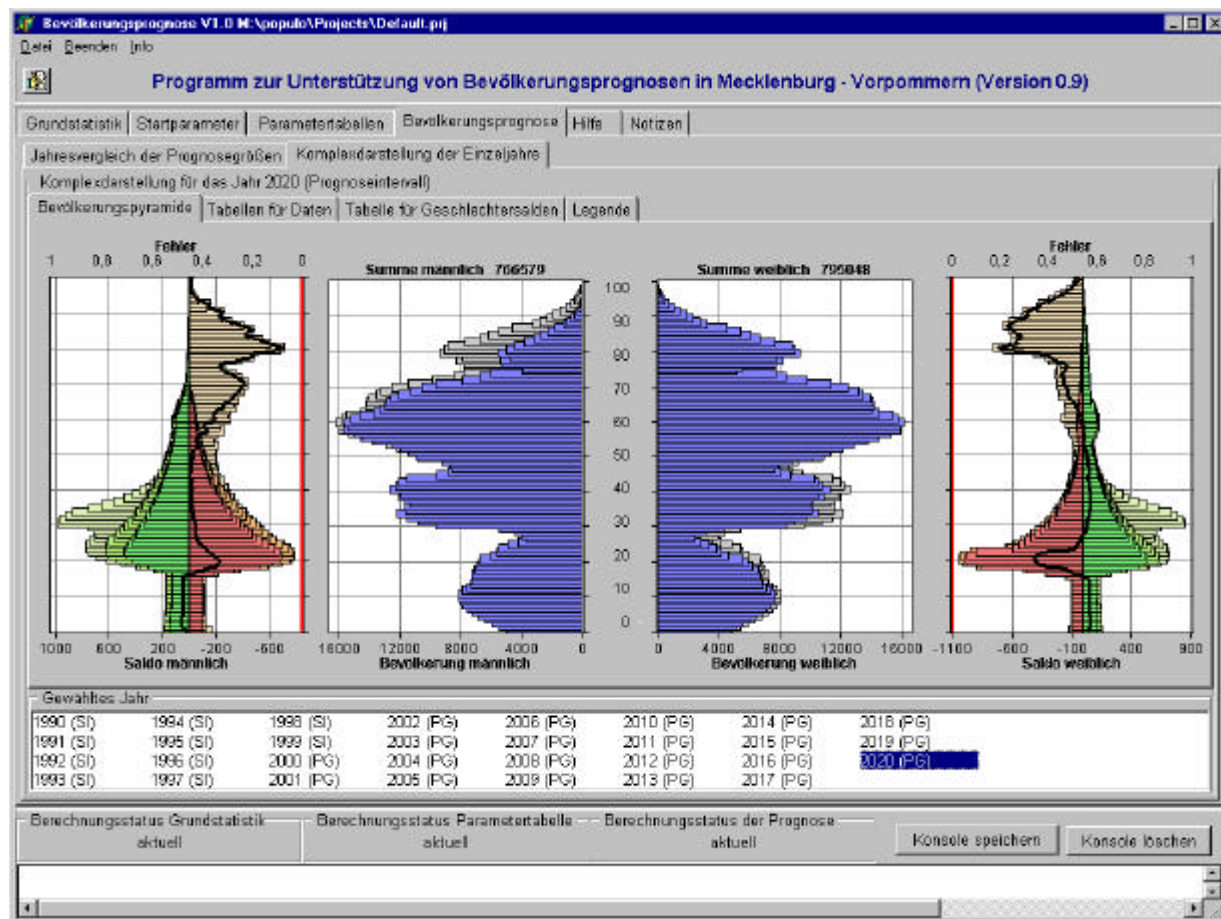 Bevölkerungsprognose V1.0 M:\populo\Projects\Default.prj
Datei Beenden Info
Programm zur Unterstützung von Bevölkerungsprognosen in Mecklenburg - Vorpommern (Version 0.9)
Grundstatistik Startparameter Parametertabellen Bevölkerungsprognose Hilfe Notizen
Jahresvergleich der Prognosegrößen Komplexdarstellung der Einzeljahre
Komplexdarstellung für das Jahr 2020 (Prognoseintervall)
Bevölkerungspyramide Tabellen für Daten Tabelle für Geschlechtersalden Legende
Fehler Fehler
1 0,8 0,6 0,4 0,2 0 Summe männlich 766579 Summe weiblich 795048 0 0,2 0,4 0,6 0,8 1
100
90
80
70
60
50
40
30
20
10
0
1000 600 200 -200 -600 16000 12000 8000 4000 0 0 4000 8000 12000 16000 -1100 -600 -100 400 900
Saldo männlich Bevölkerung männlich Bevölkerung weiblich Saldo weiblich
Gewähltes Jahr
1990 (SI) 1994 (SI) 1998 (SI) 2002 (PG) 2006 (PG) 2010 (PG) 2014 (PG) 2018 (PG)
1991 (SI) 1995 (SI) 1999 (SI) 2003 (PG) 2007 (PG) 2011 (PG) 2015 (PG) 2019 (PG)
1992 (SI) 1996 (SI) 2000 (PG) 2004 (PG) 2008 (PG) 2012 (PG) 2016 (PG) 2020 (PG)
1993 (SI) 1997 (SI) 2001 (PG) 2005 (PG) 2009 (PG) 2013 (PG) 2017 (PG)
Berechnungsstatus Grundstatistik Berechnungsstatus Parametertabelle Berechnungsstatus der Prognose
aktuell aktuell aktuell Konsole speichern Konsole löschen